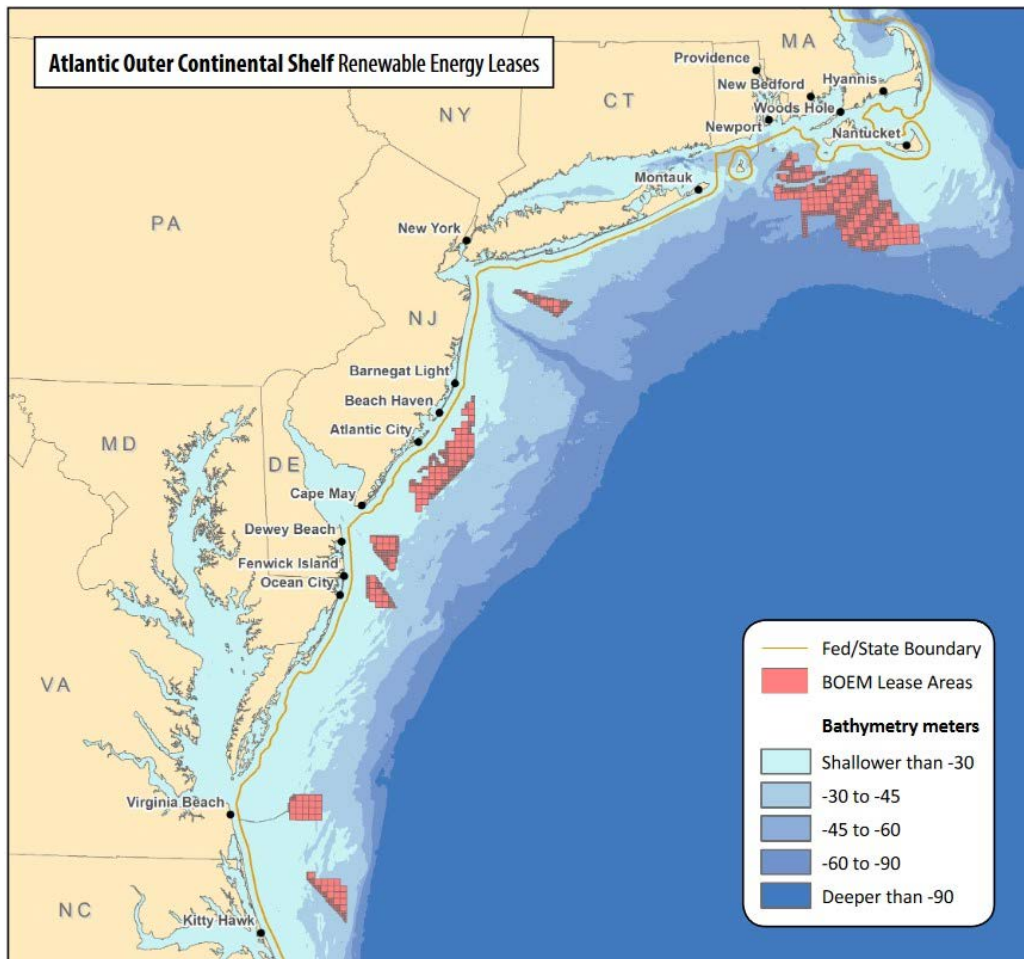 Atlantic Outer Continental Shelf Renewable Energy Leases
MA
Providence
New Bedford
Hyannis
Woods Hole
CT
NY
Newport
Nantucket
Montauk
PA
New York
NJ
Barnegat Light
Beach Haven
Atlantic City
MD
DE
Cape May
Dewey Beach
Fenwick Island
Ocean City
VA
Virginia Beach
NC
Kitty Hawk
Fed/State Boundary
BOEM Lease Areas
Bathymetry meters
Shallower than -30
-30 to -45
-45 to -60
-60 to -90
Deeper than -90